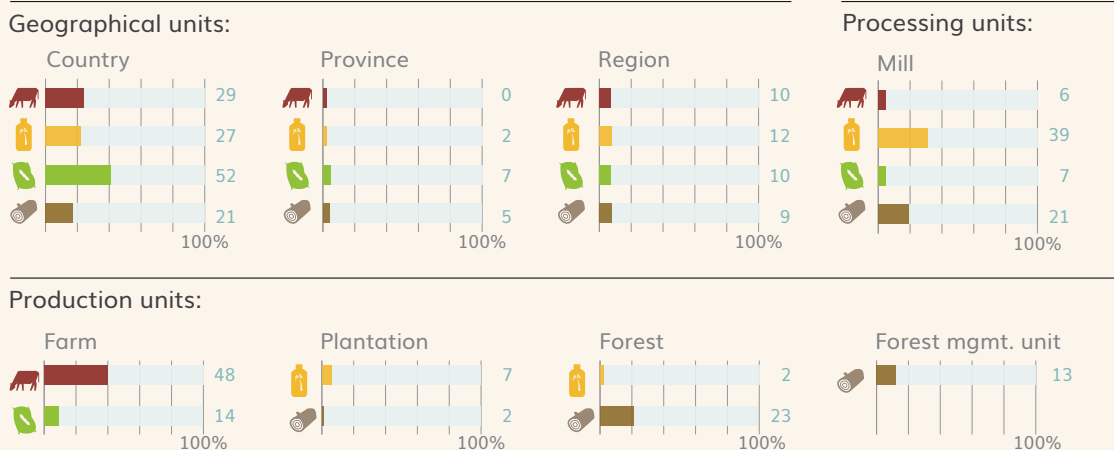 Geographical units:
Processing units:
Country
Province
Region
Mill
29
0
10
6
27
2
12
39
52
7
10
7
21
5
9
21
100%
100%
100%
100%
Production units:
Farm
Plantation
Forest
Forest mgmt. unit
48
7
2
13
14
2
23
100%
100%
100%
100%